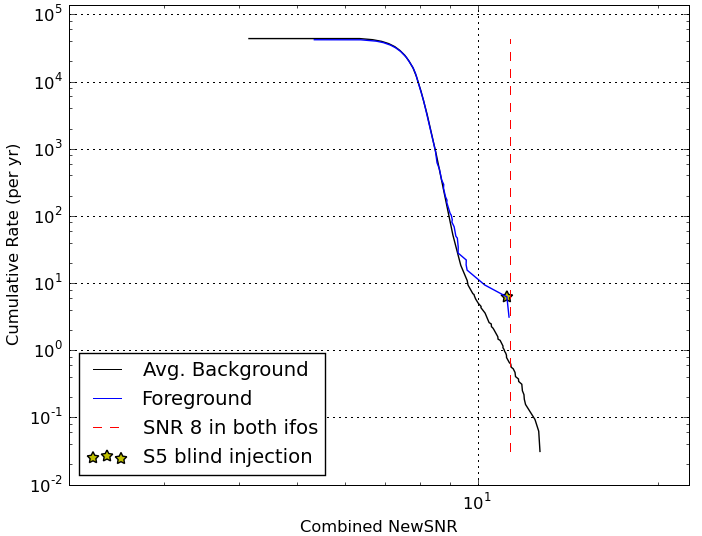 10^5
10^4
10^3
10^2
10^1
10^0
10^-1
10^-2
Cumulative Rate (per yr)
Avg. Background
Foreground
SNR 8 in both ifos
S5 blind injection
10^1
Combined NewSNR